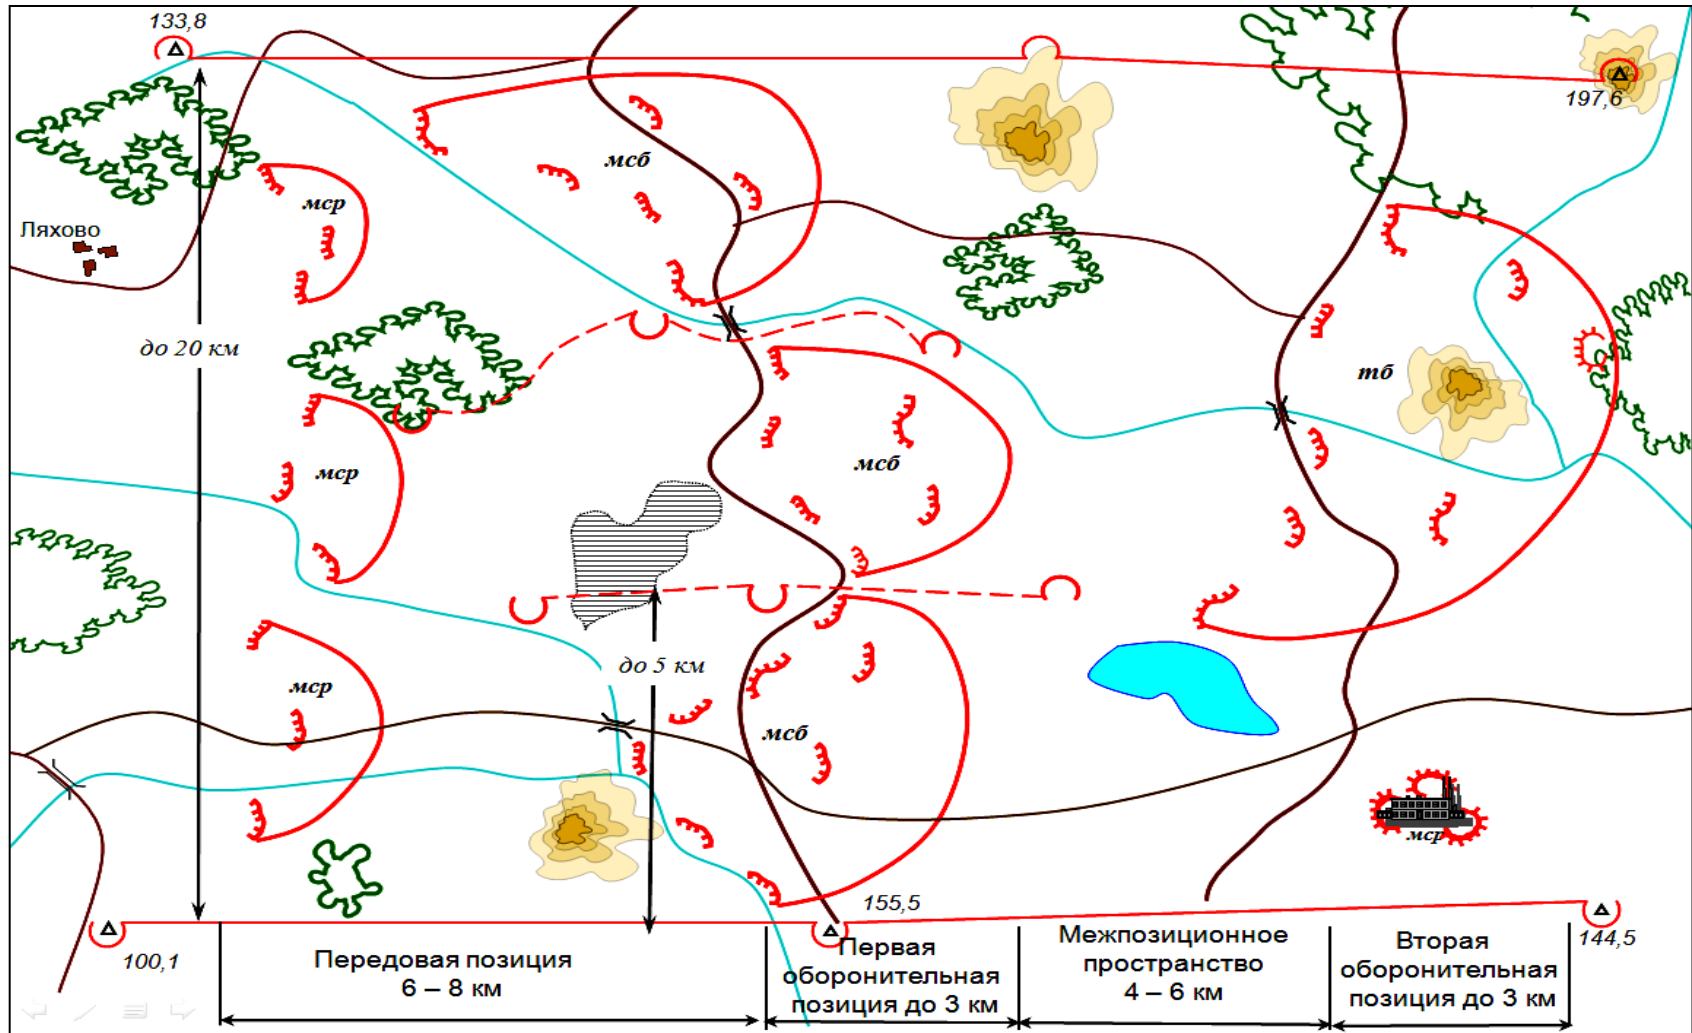 133,8
197,6
мсб
мср
Ляхово
до 20 км
тб
мсб
мср
до 5 км
мср
мсб
мср
155,5
144,5
100,1
Передовая позиция
6 – 8 км
Первая
оборонительная
позиция до 3 км
Межпозиционное
пространство
4 – 6 км
Вторая
оборонительная
позиция до 3 км